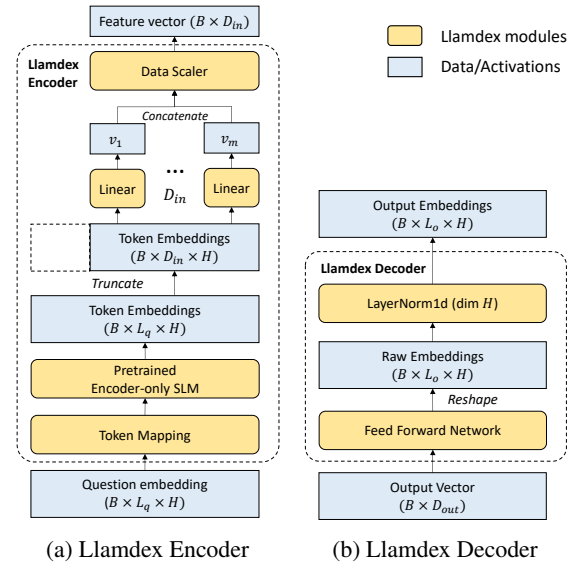 Feature vector (B × D_in)
Llamdex
Encoder
Data Scaler
Concatenate
v_1
v_m
Linear
...
D_in
Linear
Token Embeddings
(B × D_in × H)
Truncate
Token Embeddings
(B × L_q × H)
Pretrained
Encoder-only SLM
Token Mapping
Question embedding
(B × L_q × H)
(a) Llamdex Encoder
Llamdex modules
Data/Activations
Output Embeddings
(B × L_o × H)
Llamdex Decoder
LayerNorm1d (dim H)
Raw Embeddings
(B × L_o × H)
Reshape
Feed Forward Network
Output Vector
(B × D_out)
(b) Llamdex Decoder